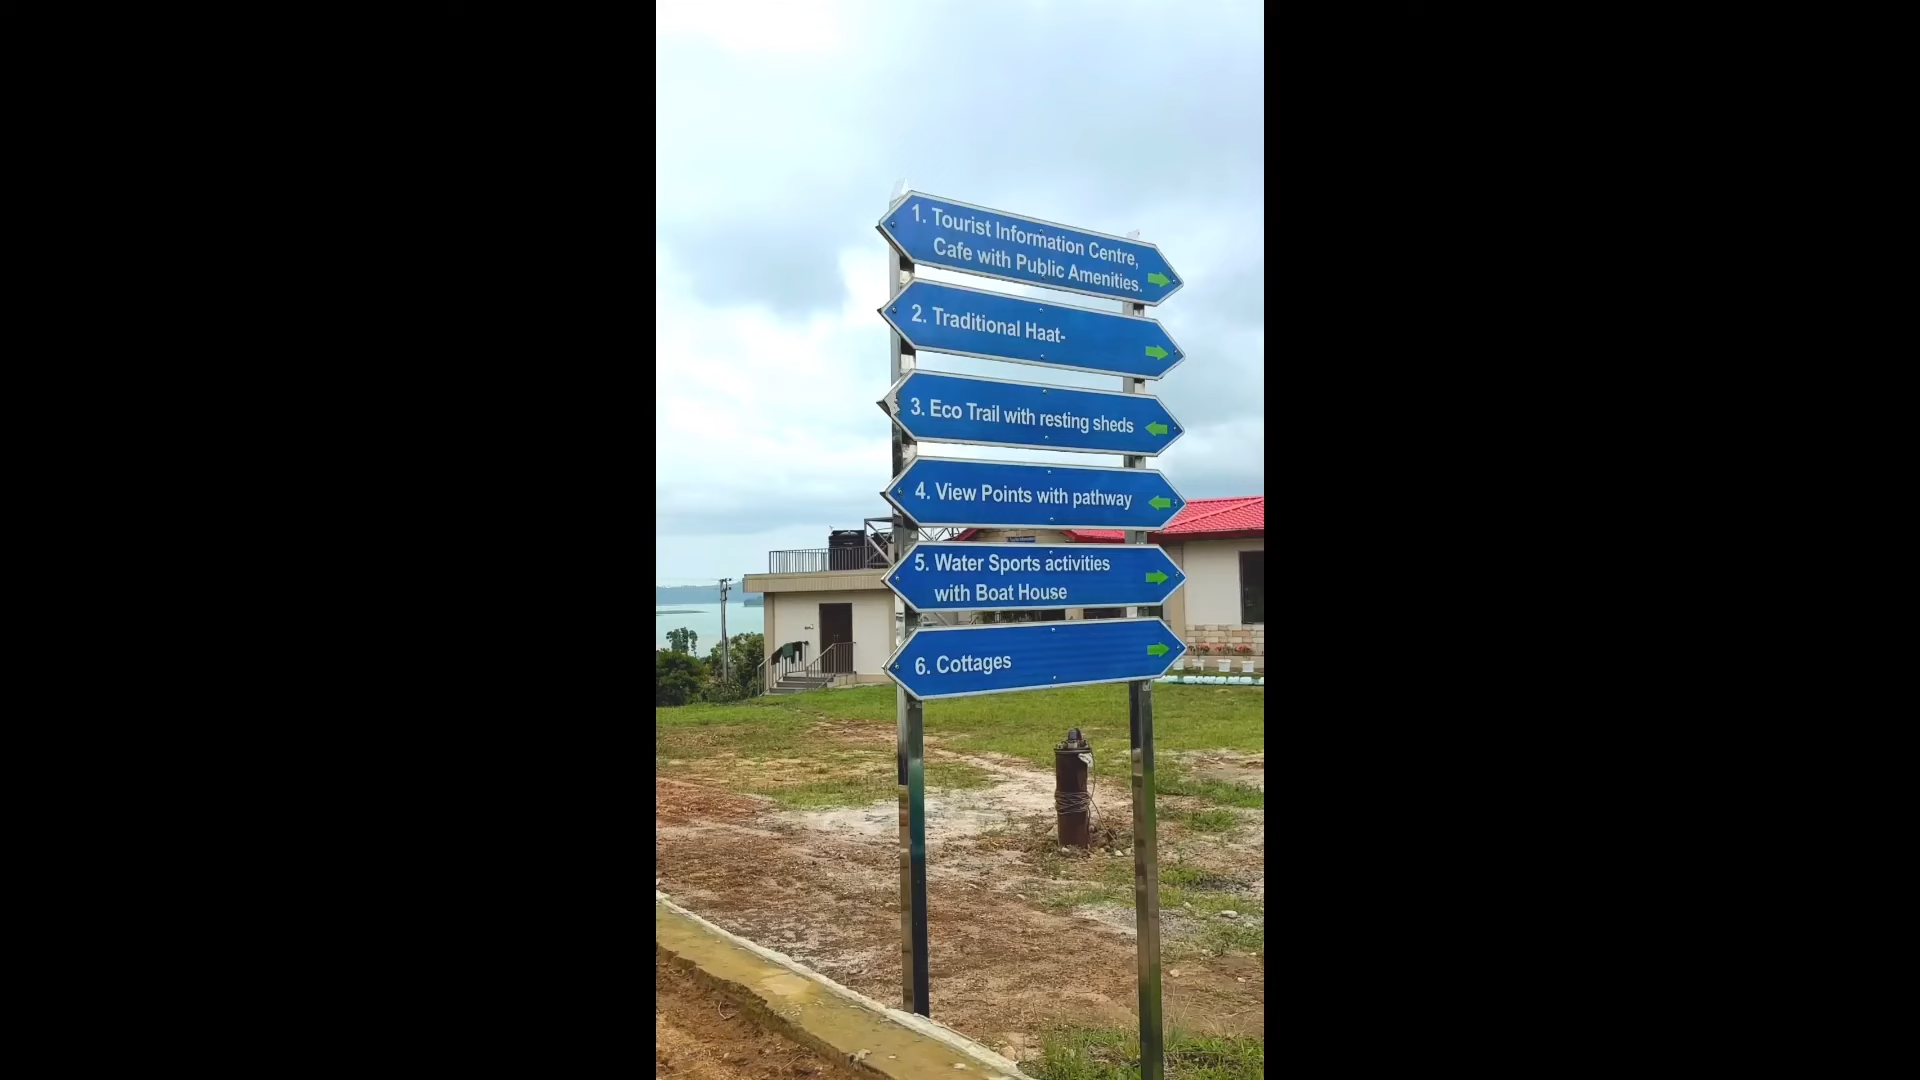 1. Tourist Information Centre,
Cafe with Public Amenities.
2. Traditional Haat-
3. Eco Trail with resting sheds
4. View Points with pathway
5. Water Sports activities
with Boat House
6. Cottages